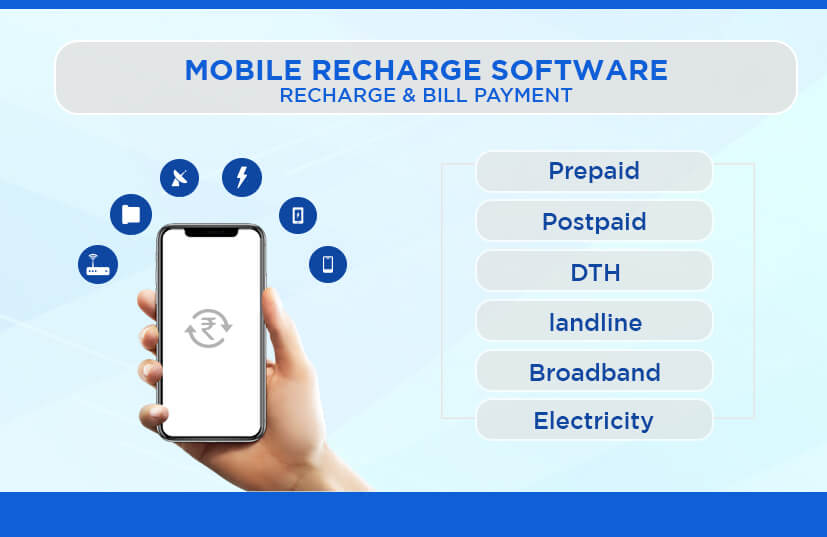 MOBILE RECHARGE SOFTWARE
RECHARGE & BILL PAYMENT
Prepaid
Postpaid
DTH
landline
Broadband
Electricity
₹